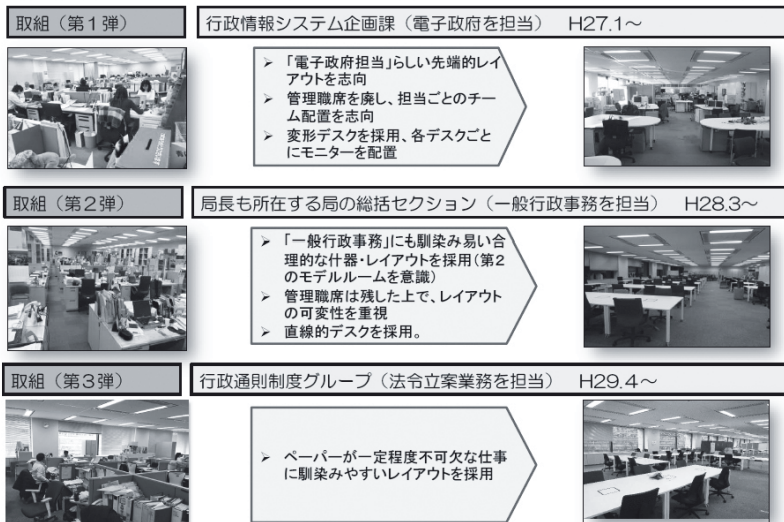 取組（第１弾）
行政情報システム企画課（電子政府を担当）　H27.1～
➢ 「電子政府担当」らしい先端的レイ
アウトを志向
➢ 管理職席を廃し、担当ごとのチー
ム配置を志向
➢ 変形デスクを採用、各デスクごと
にモニターを配置
取組（第２弾）
局長も所在する局の総括セクション（一般行政事務を担当）　H28.3～
➢ 「一般行政事務」にも馴染み易い合
理的な什器・レイアウトを採用（第２
のモデルルームを意識）
➢ 管理職席は残した上で、レイアウト
の可変性を重視
➢ 直線的デスクを採用。
取組（第３弾）
行政通則制度グループ（法令立案業務を担当）　H29.4～
➢ ペーパーが一定程度不可欠な仕事
に馴染みやすいレイアウトを採用